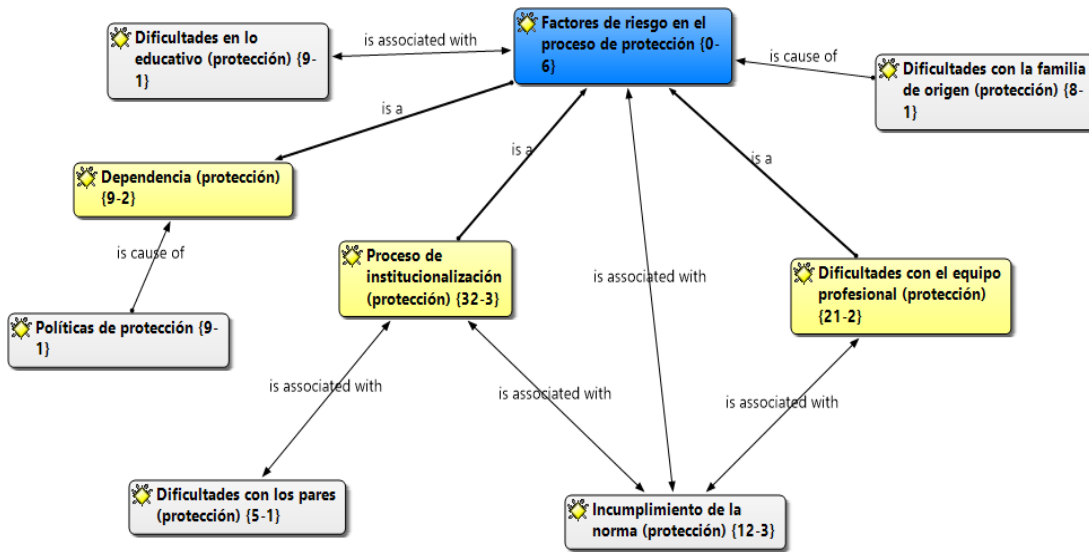 Dificultades en lo
educativo (protección) {9-
1}
is associated with
Factores de riesgo en el
proceso de protección {0-
6}
is cause of
Dificultades con la familia
de origen (protección) {8-
1}
is a
is a
is a
Dependencia (protección)
{9-2}
is cause of
Proceso de
institucionalización
(protección) {32-3}
is associated with
Dificultades con el equipo
profesional (protección)
{21-2}
Políticas de protección {9-
1}
is associated with
is associated with
is associated with
Dificultades con los pares
(protección) {5-1}
Incumplimiento de la
norma (protección) {12-3}